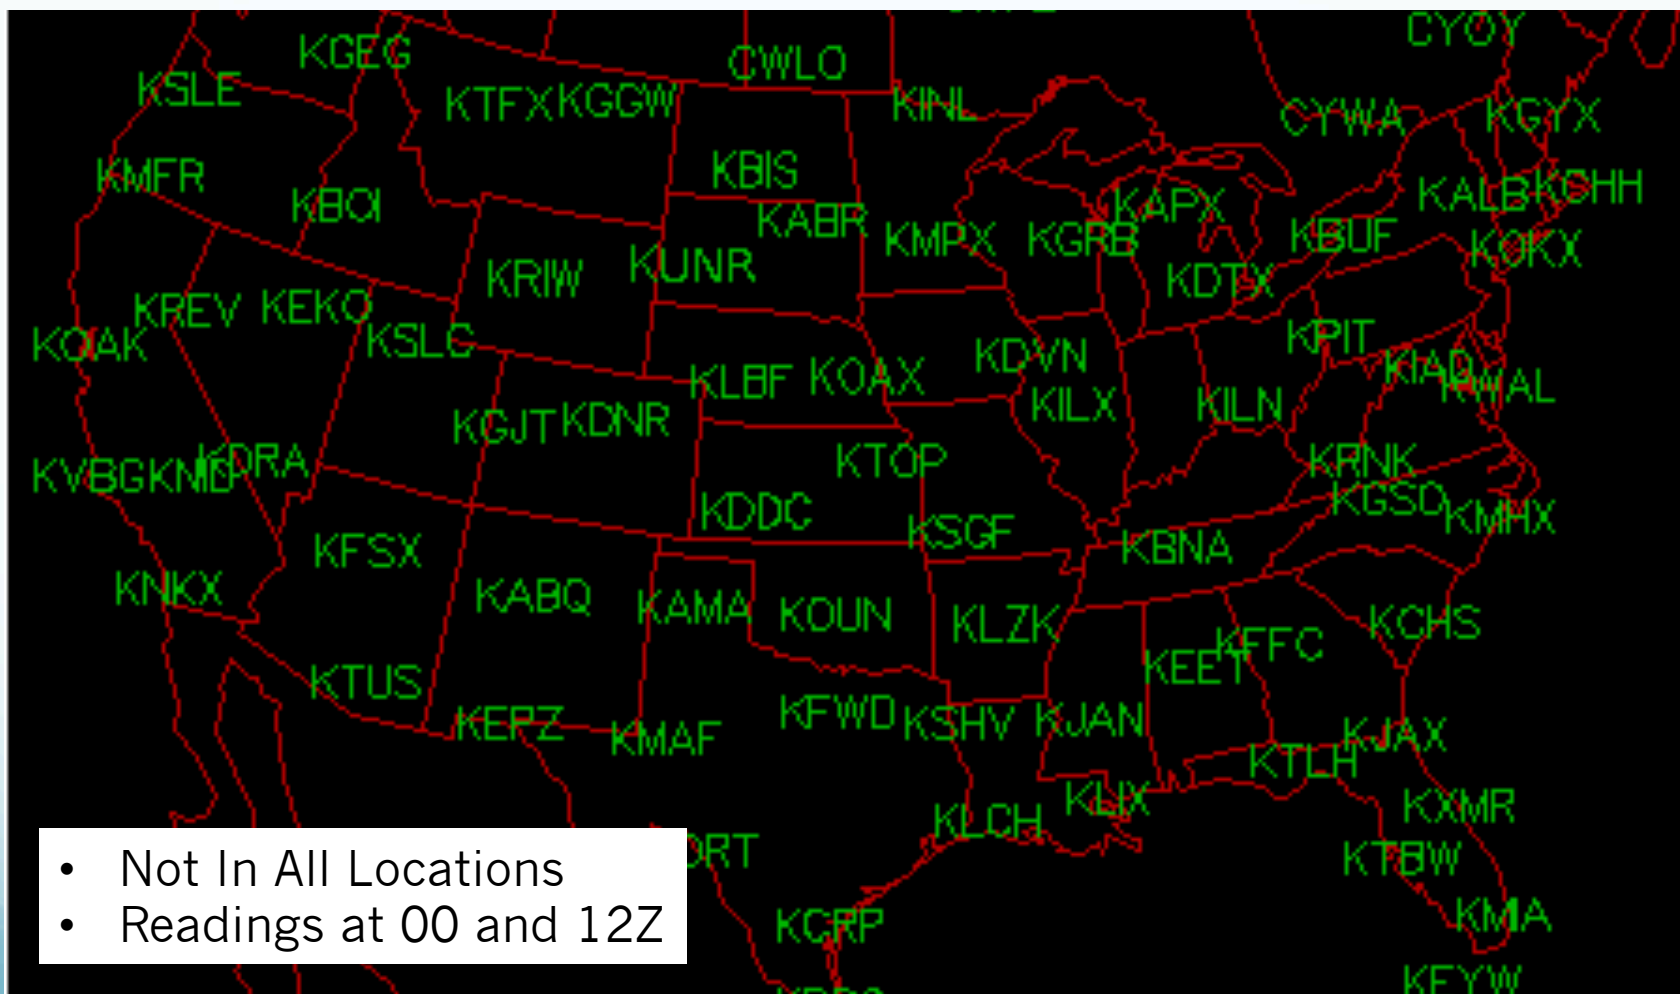 CYOY
KGEG
CWLO
KSLE
KTFX KGGW
KINL
CYWA
KGYX
KMFR
KBIS
KBOI
KAPX
KALB
KCHH
KABR
KMPX
KGRB
KBUF
KOKX
KUNR
KRIW
KDTX
KREV
KEKO
KOAK
KSLC
KPIT
KDVN
KIAD
KWAL
KLBF
KOAX
KILX
KILN
KGJT KDNR
KVBG
KDRA
KTOP
KRNK
KDDC
KGSO
KMHX
KSGF
KFSX
KBNA
KNKX
KABQ
KAMA
KOUN
KLZK
KCHS
KFFC
KEET
KTUS
KEPZ
KMAF
KFWD
KSHV
KJAN
KJAX
KTLH
KLIX
KLCH
KXMR
KTBW
KCRP
KMIA
KEYW
• Not In All Locations
• Readings at 00 and 12Z